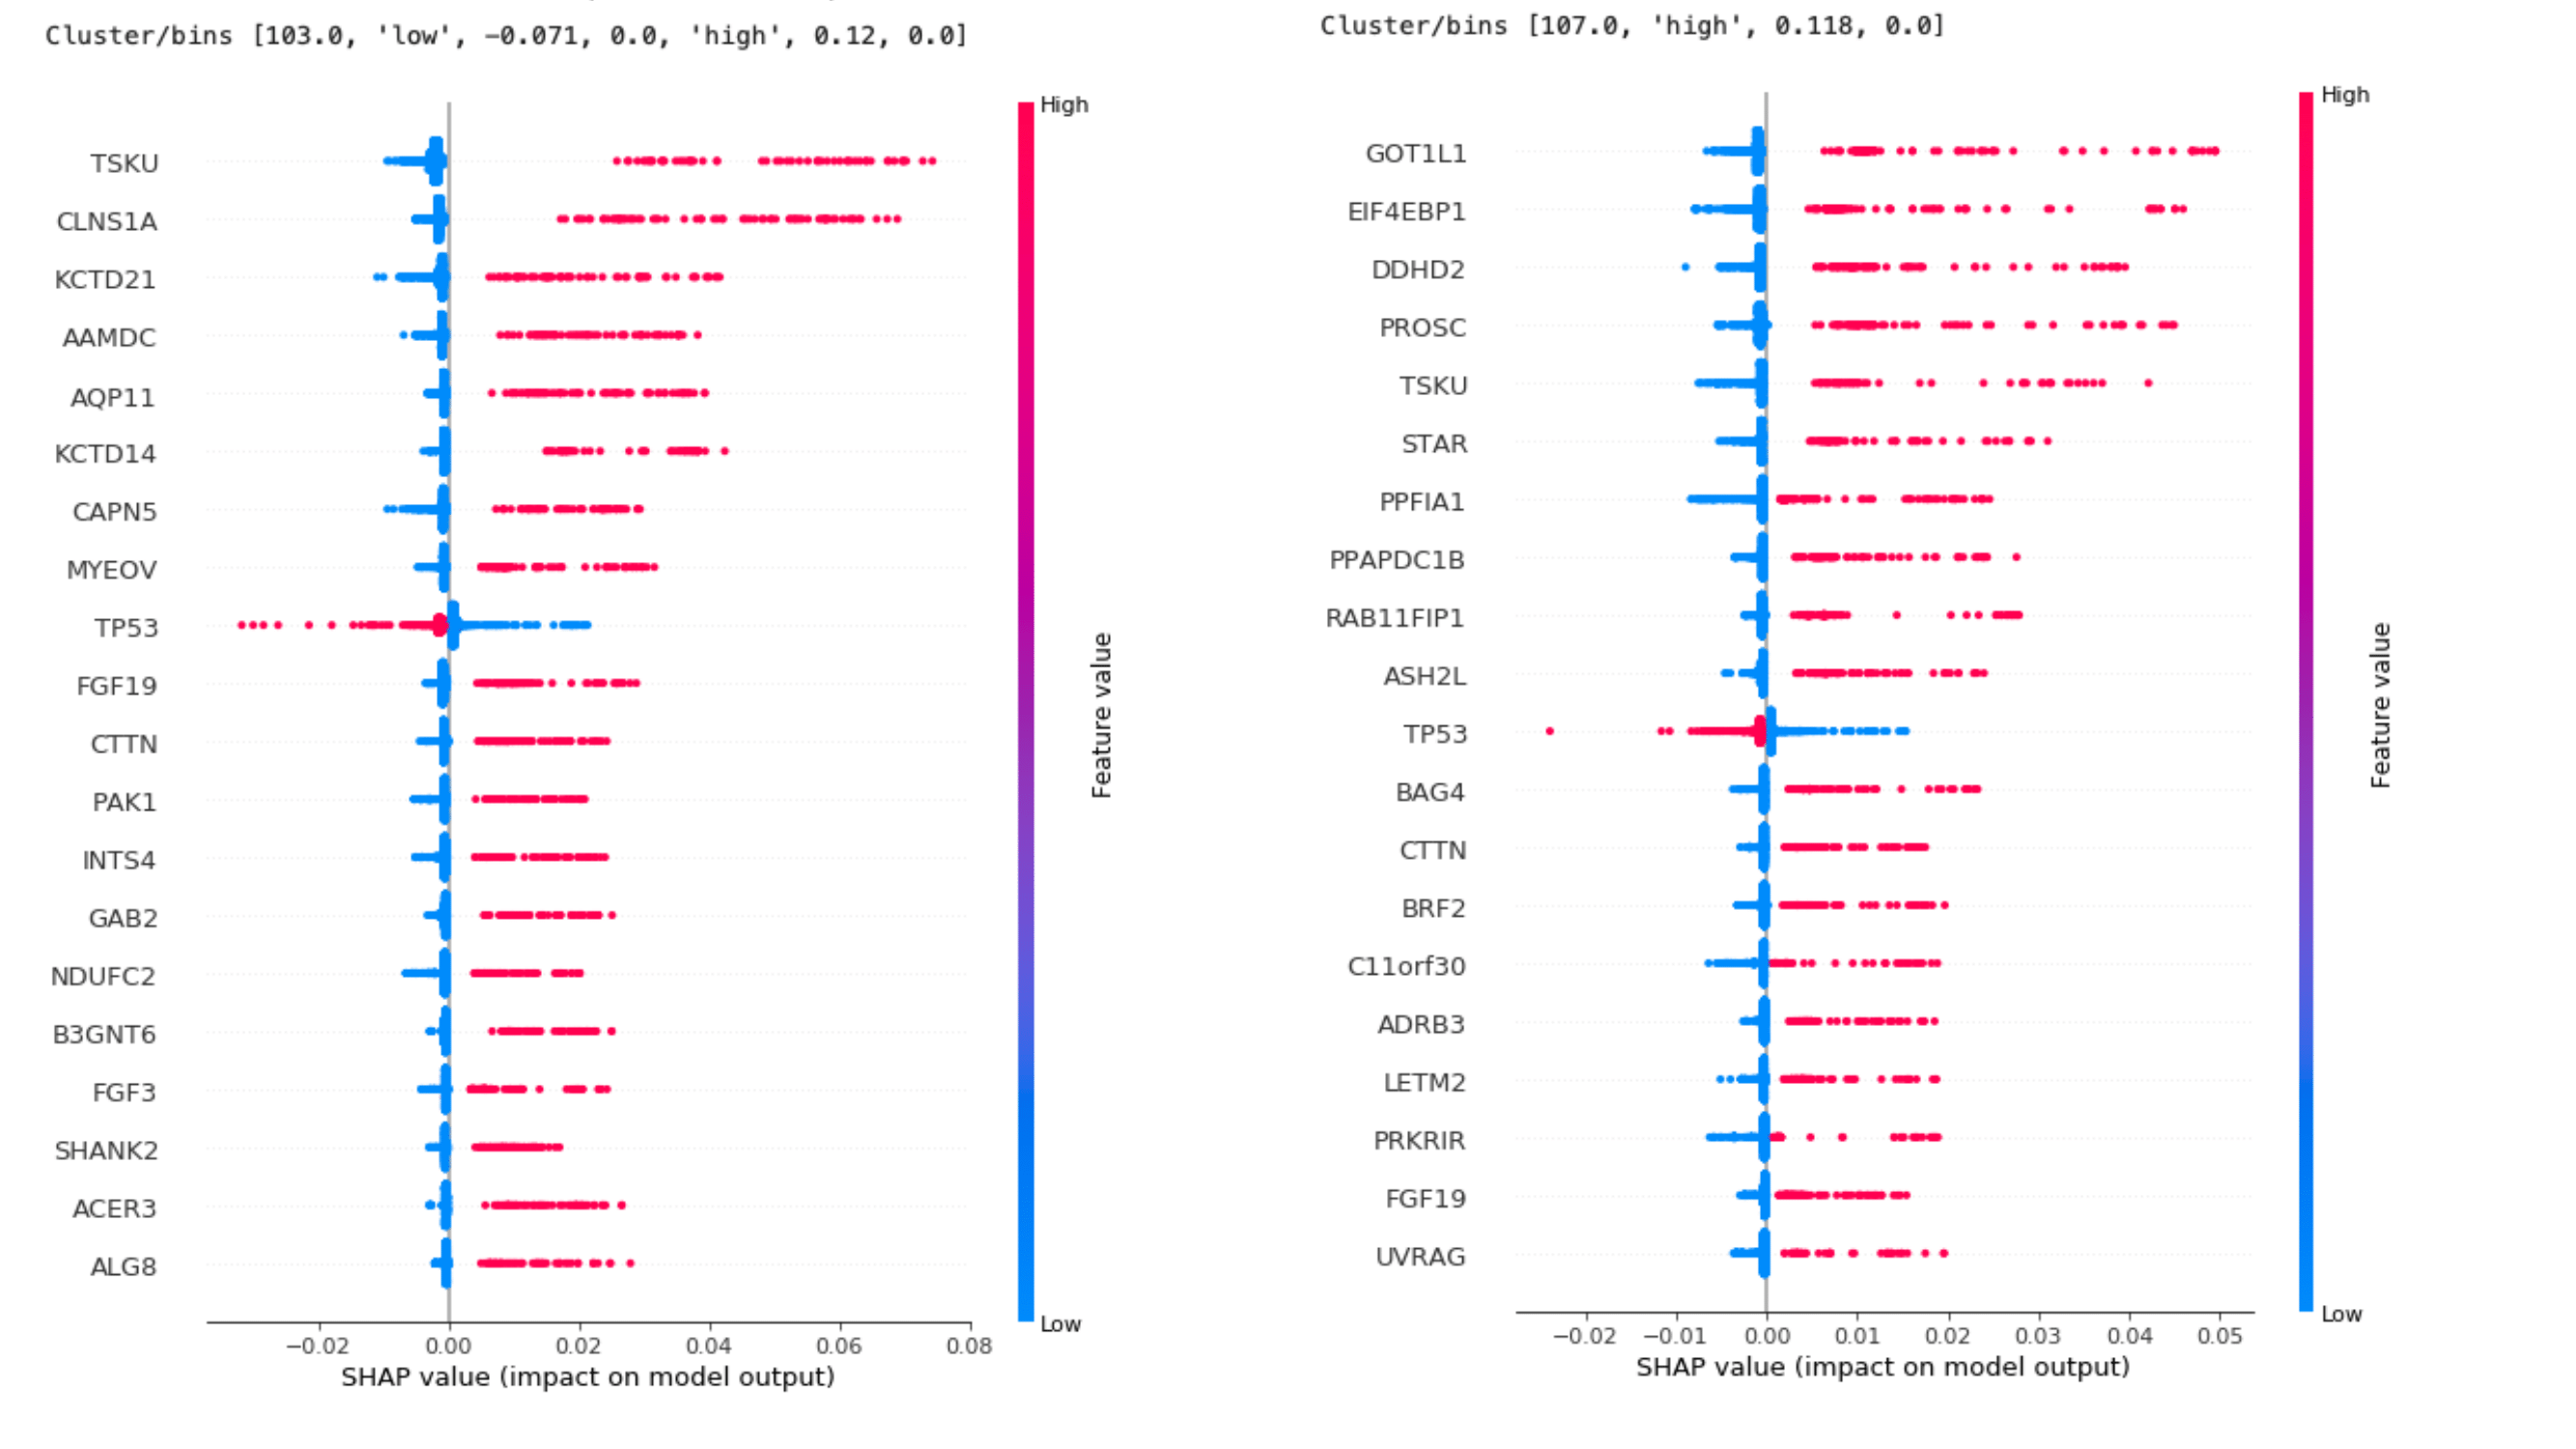 Cluster/bins [103.0, 'low', −0.071, 0.0, 'high', 0.12, 0.0]
High
TSKU
CLNS1A
KCTD21
AAMDC
AQP11
KCTD14
CAPN5
MYEOV
TP53
FGF19
CTTN
PAK1
INTS4
GAB2
NDUFC2
B3GNT6
FGF3
SHANK2
ACER3
ALG8
Feature value
Low
−0.02 0.00 0.02 0.04 0.06 0.08
SHAP value (impact on model output)
Cluster/bins [107.0, 'high', 0.118, 0.0]
High
GOT1L1
EIF4EBP1
DDHD2
PROSC
TSKU
STAR
PPFIA1
PPAPDC1B
RAB11FIP1
ASH2L
TP53
BAG4
CTTN
BRF2
C11orf30
ADRB3
LETM2
PRKRIR
FGF19
UVRAG
Feature value
Low
−0.02 −0.01 0.00 0.01 0.02 0.03 0.04 0.05
SHAP value (impact on model output)